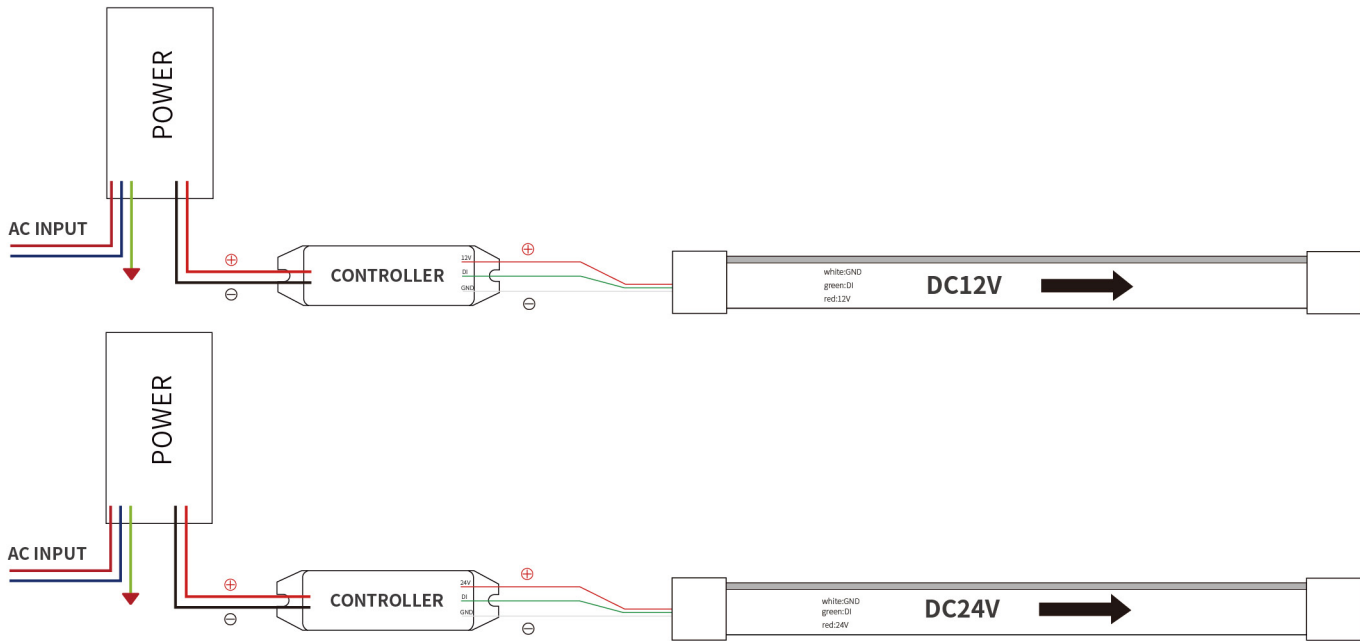 POWER
AC INPUT
CONTROLLER
12V
DI
GND
white:GND
green:DI
red:12V
DC12V
POWER
AC INPUT
CONTROLLER
24V
DI
GND
white:GND
green:DI
red:24V
DC24V